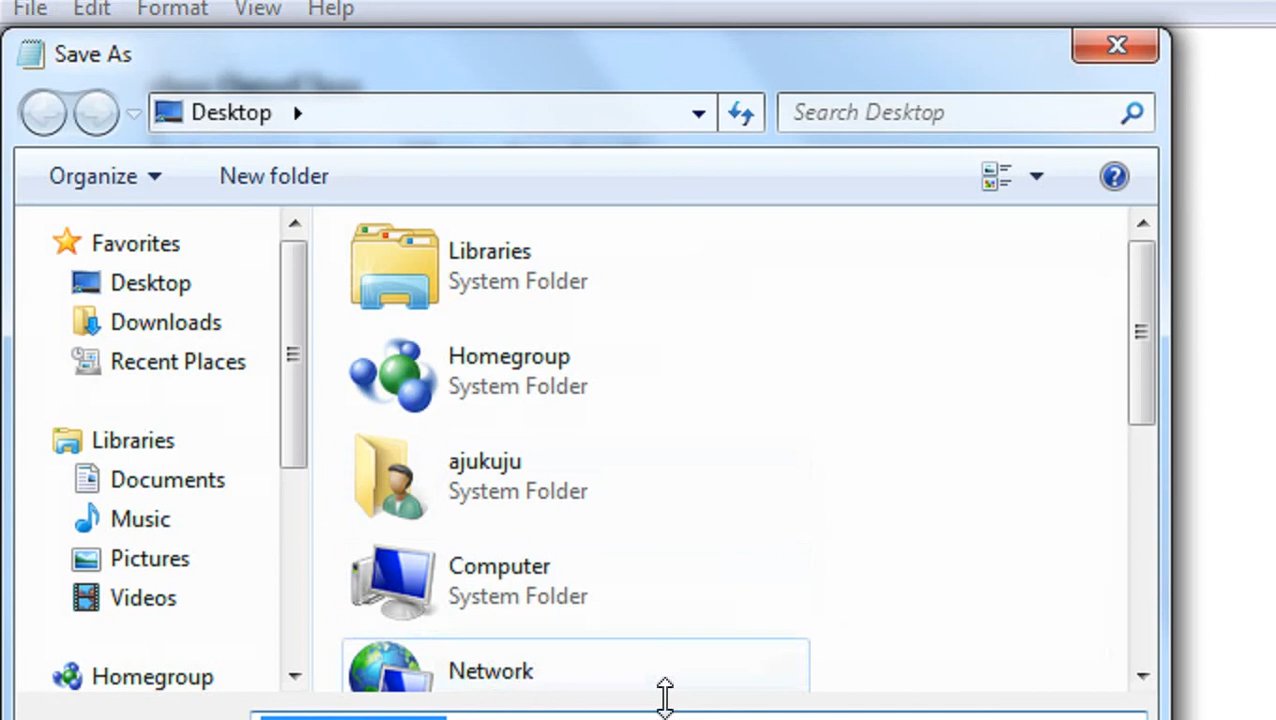 File Edit Format View Help
Save As
Desktop
Search Desktop
Organize New folder
Favorites
Desktop
Downloads
Recent Places
Libraries
Documents
Music
Pictures
Videos
Homegroup
Libraries
System Folder
Homegroup
System Folder
ajukuju
System Folder
Computer
System Folder
Network